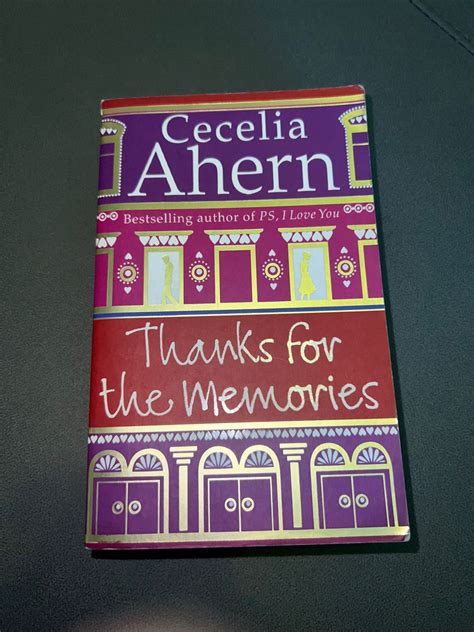 Cecelia
Ahern
Bestselling author of PS, I Love You
Thanks for
the Memories